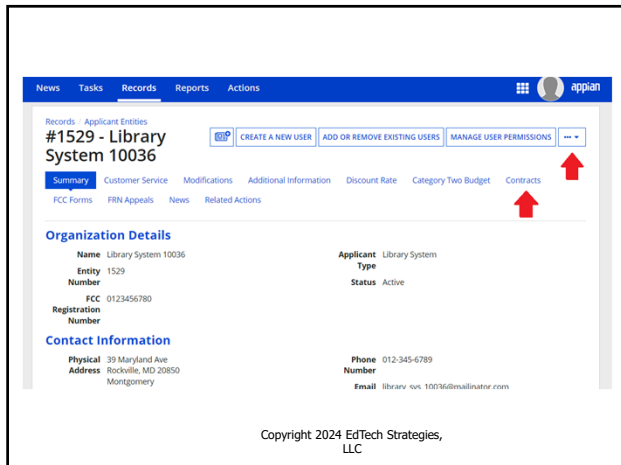 News Tasks Records Reports Actions appian
Records / Applicant Entities
#1529 - Library
System 10036
CREATE A NEW USER ADD OR REMOVE EXISTING USERS MANAGE USER PERMISSIONS ...
Summary Customer Service Modifications Additional Information Discount Rate Category Two Budget Contracts
FCC Forms FRN Appeals News Related Actions
Organization Details
Name Library System 10036 Applicant Library System
Type
Entity 1529
Number
Status Active
FCC 0123456780
Registration
Number
Contact Information
Physical 39 Maryland Ave Phone 012-345-6789
Address Rockville, MD 20850 Number
Montgomery Email library_sys_10036@mailinator.com
Copyright 2024 EdTech Strategies,
LLC